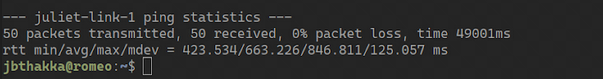 --- juliet-link-1 ping statistics ---
50 packets transmitted, 50 received, 0% packet loss, time 49001ms
rtt min/avg/max/mdev = 423.534/663.226/846.811/125.057 ms
jbthakka@romeo:~$